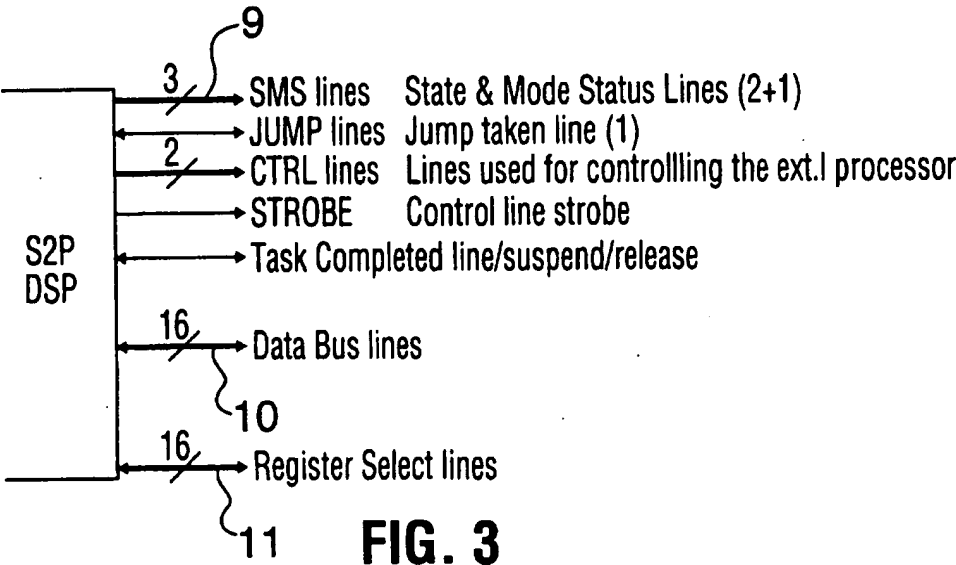 9
3 SMS lines State & Mode Status Lines (2+1)
JUMP lines Jump taken line (1)
2 CTRL lines Lines used for controllling the ext.l processor
STROBE Control line strobe
S2P
DSP
Task Completed line/suspend/release
16 Data Bus lines
10
16 Register Select lines
11
FIG. 3